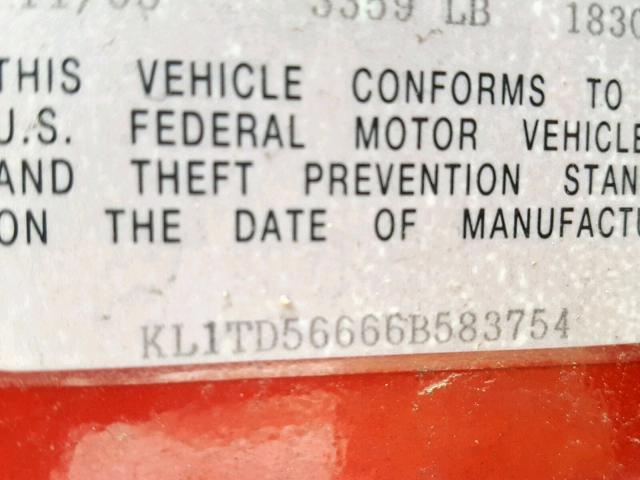 3359 LB
THIS VEHICLE CONFORMS TO
U.S. FEDERAL MOTOR VEHICLE
AND THEFT PREVENTION STAN
ON THE DATE OF MANUFACTU
KL1TD56666B583754